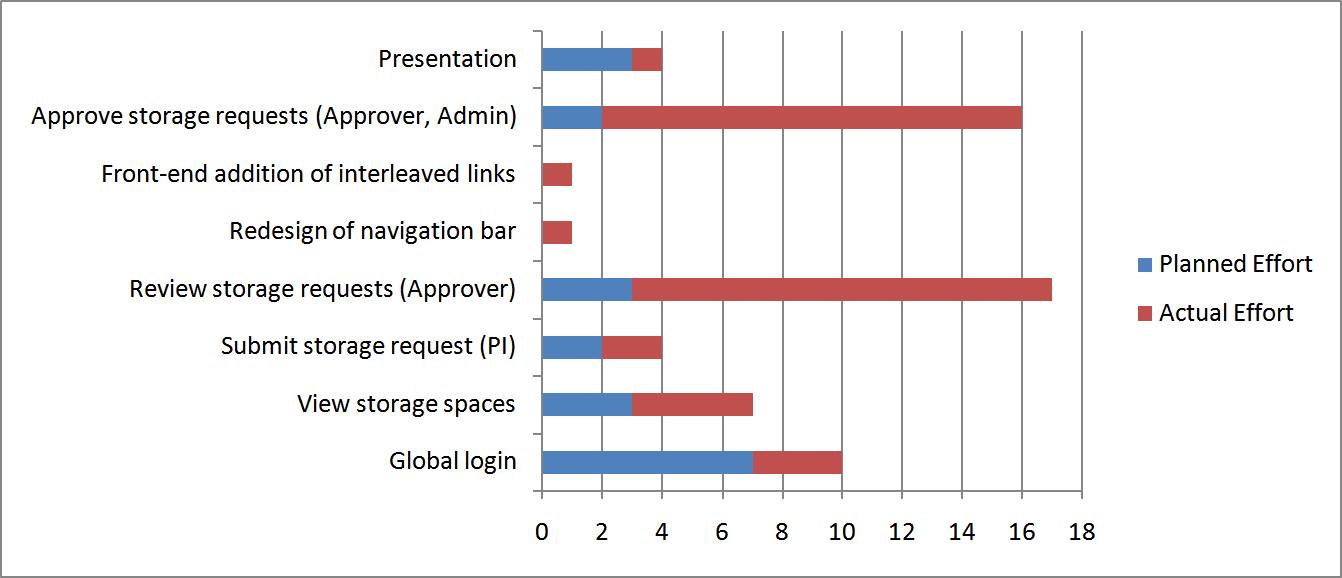 Presentation
Approve storage requests (Approver, Admin)
Front-end addition of interleaved links
Redesign of navigation bar
Review storage requests (Approver)
Submit storage request (PI)
View storage spaces
Global login
0 2 4 6 8 10 12 14 16 18
Planned Effort
Actual Effort